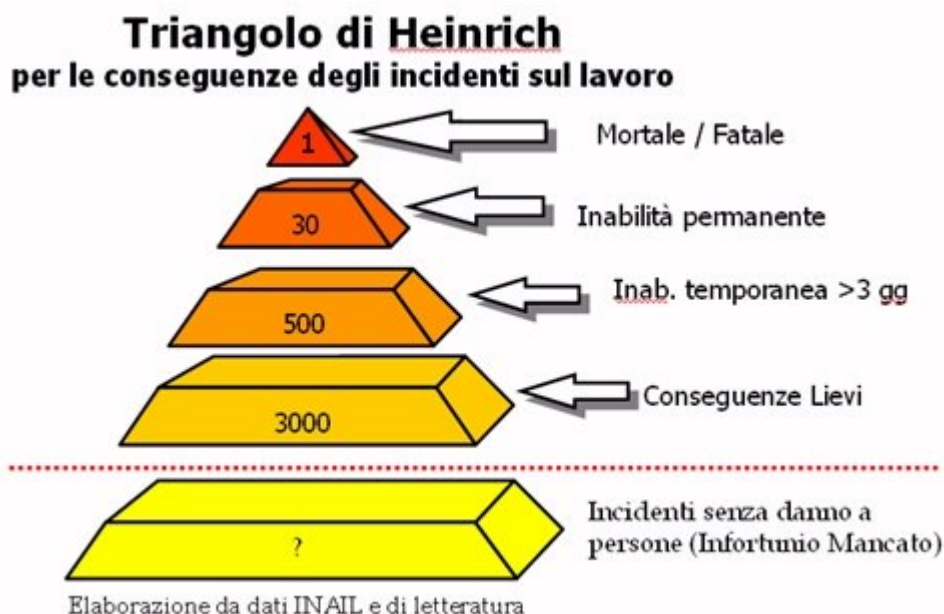 Triangolo di Heinrich
per le conseguenze degli incidenti sul lavoro
1
Mortale / Fatale
30
Inabilità permanente
500
Inab. temporanea >3 gg
3000
Conseguenze Lievi
?
Incidenti senza danno a
persone (Infortunio Mancato)
Elaborazione da dati INAIL e di letteratura